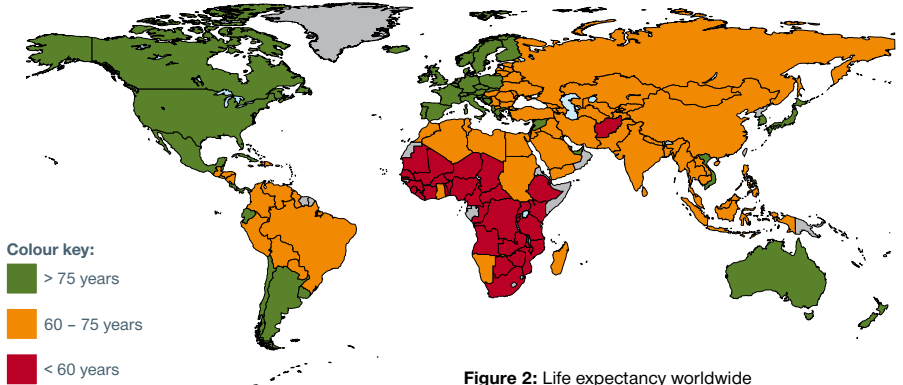 Colour key:
> 75 years
60 – 75 years
< 60 years
Figure 2: Life expectancy worldwide